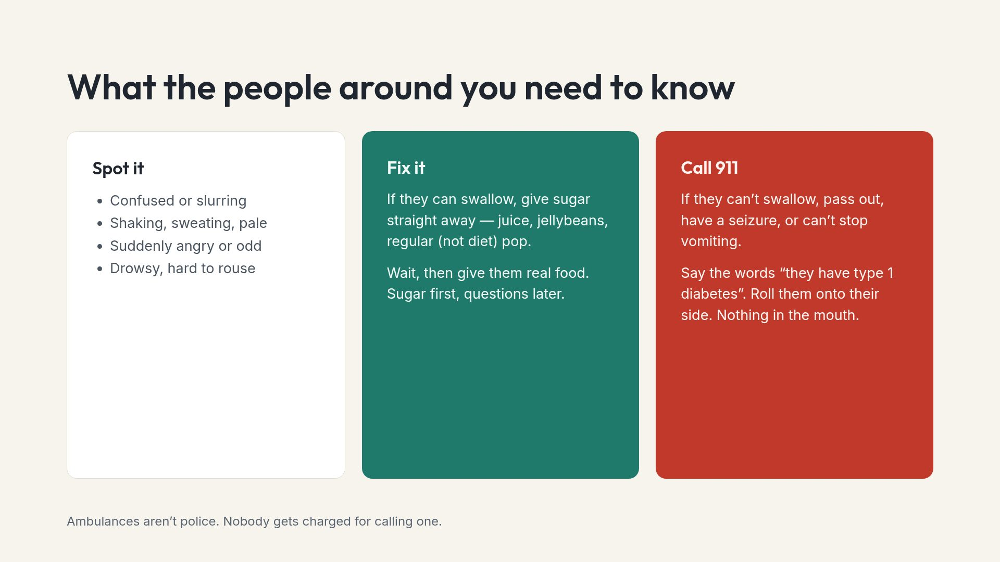 What the people around you need to know
Spot it
• Confused or slurring
• Shaking, sweating, pale
• Suddenly angry or odd
• Drowsy, hard to rouse
Fix it
If they can swallow, give sugar
straight away — juice, jellybeans,
regular (not diet) pop.
Wait, then give them real food.
Sugar first, questions later.
Call 911
If they can’t swallow, pass out,
have a seizure, or can’t stop
vomiting.
Say the words “they have type 1
diabetes”. Roll them onto their
side. Nothing in the mouth.
Ambulances aren’t police. Nobody gets charged for calling one.